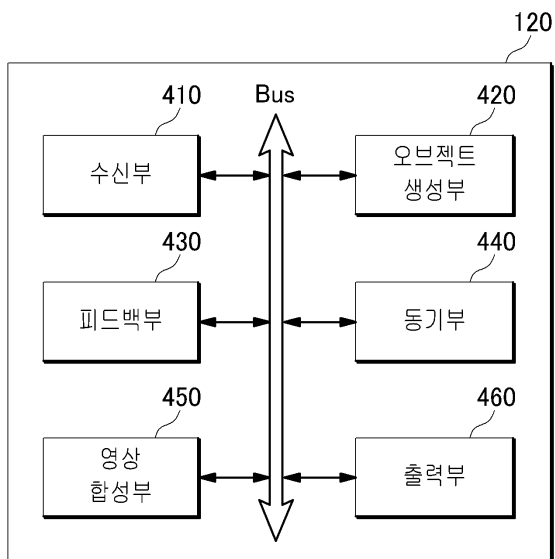 120
410
Bus
420
수신부
오브젝트
생성부
430
440
피드백부
동기부
450
460
영상
합성부
출력부